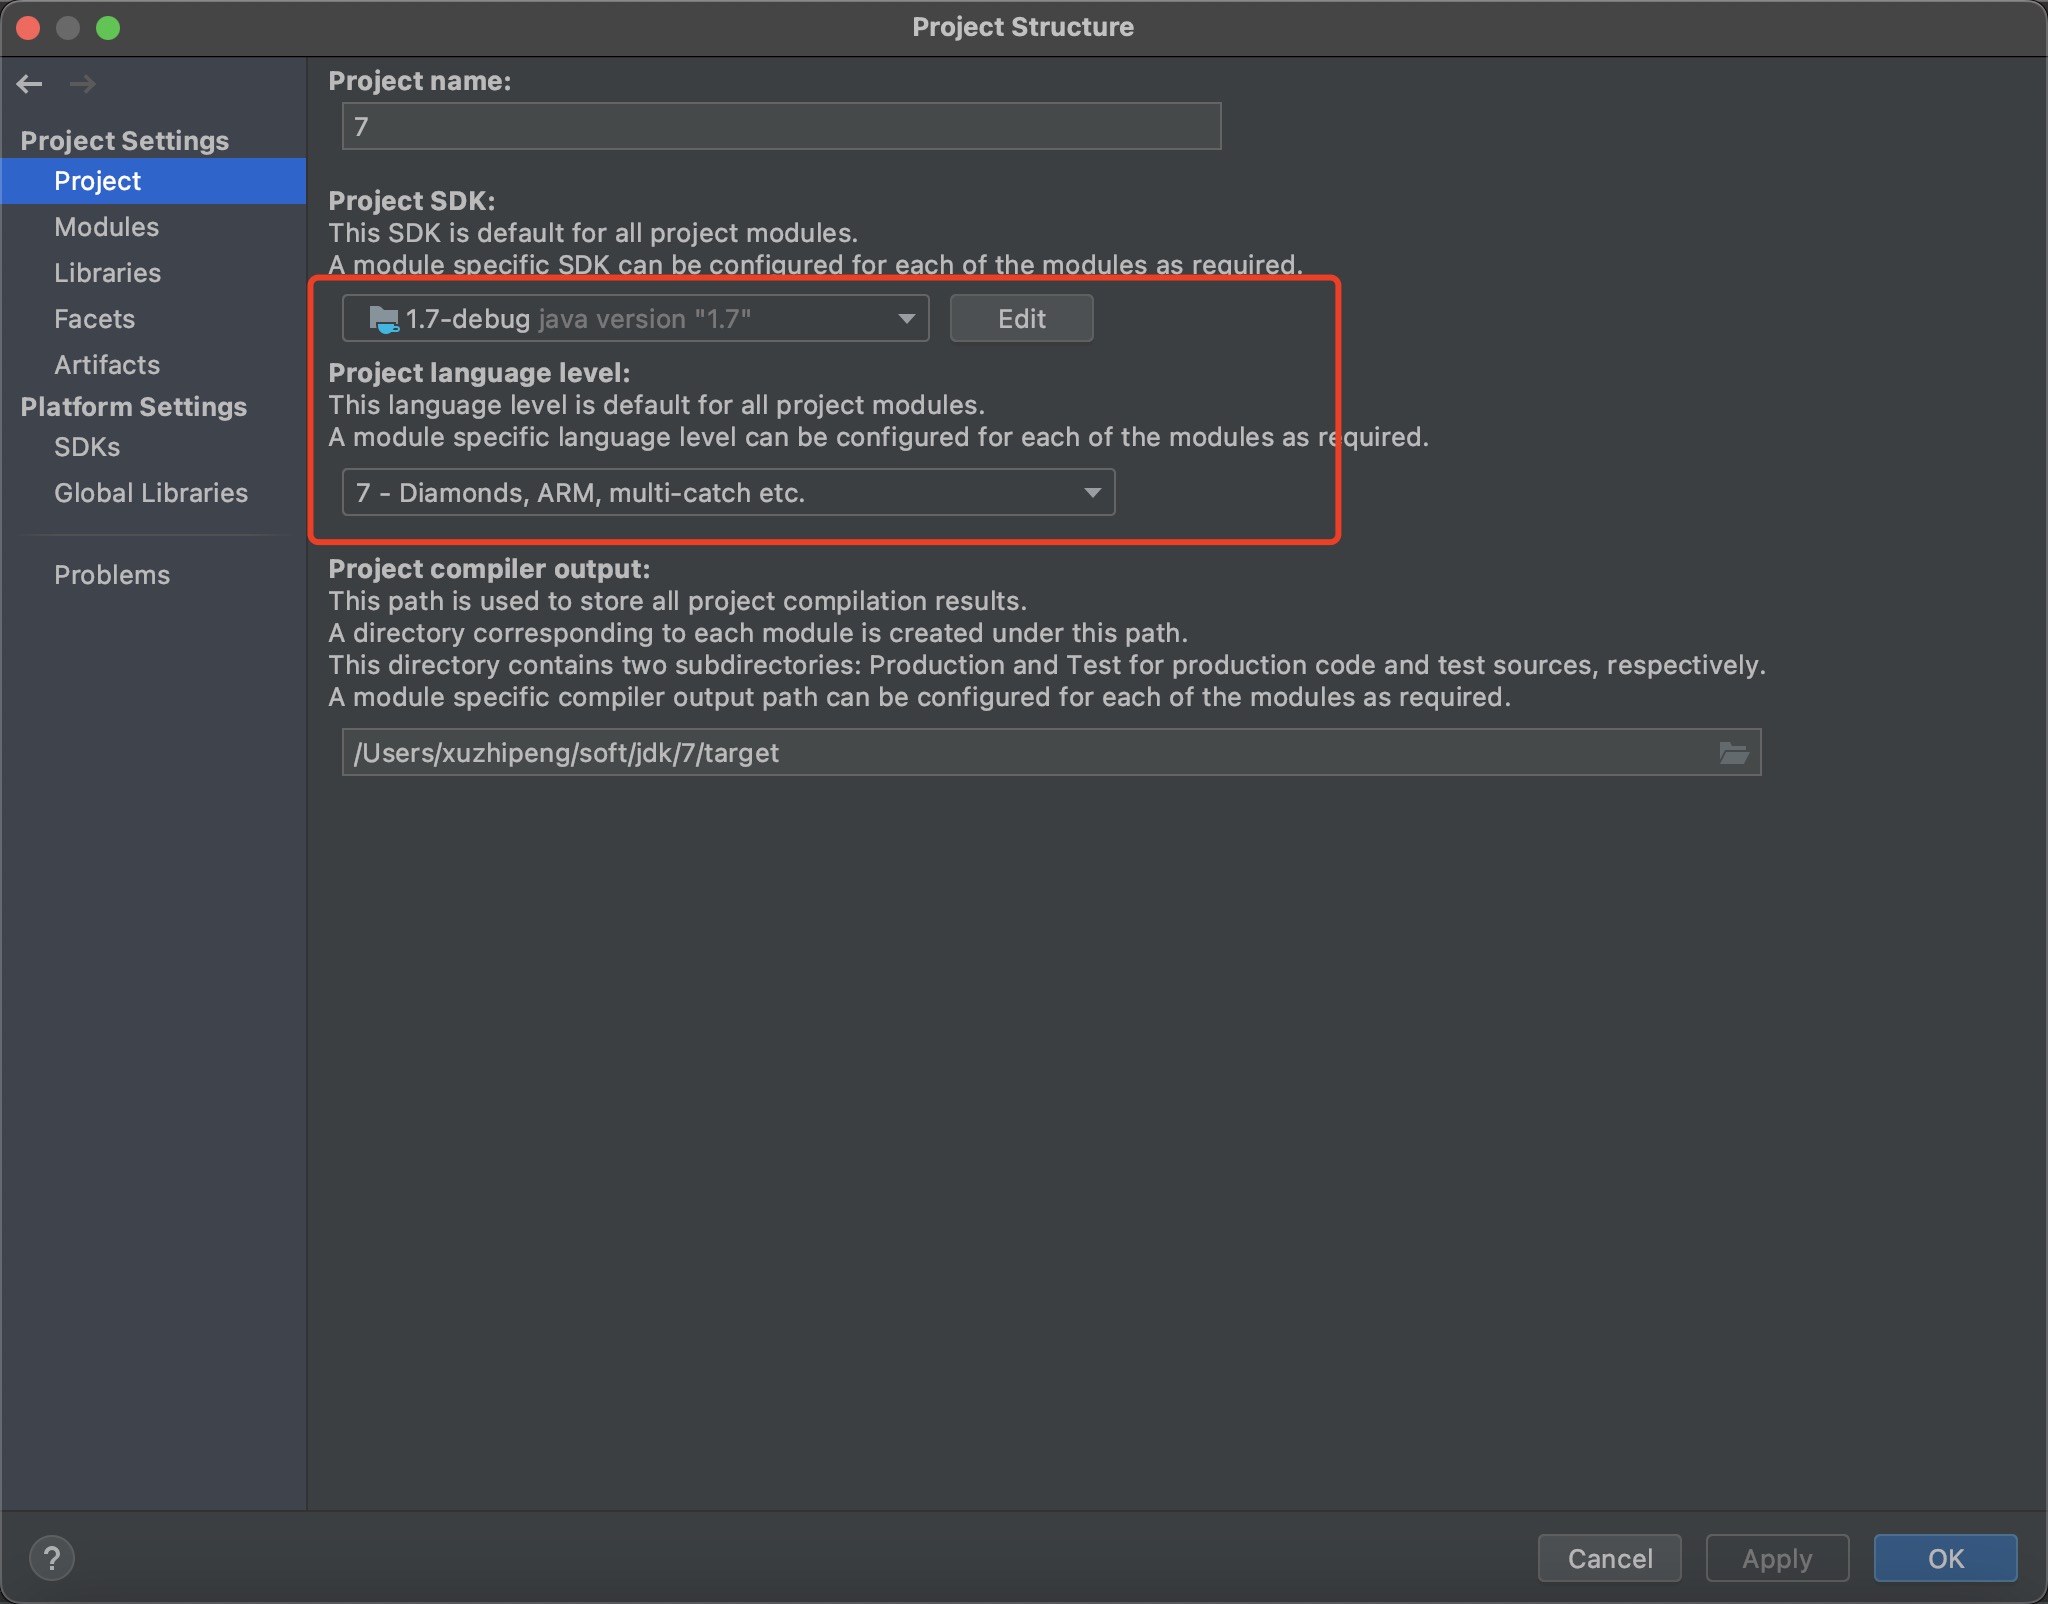 Project Structure
Project Settings
Project
Modules
Libraries
Facets
Artifacts
Platform Settings
SDKs
Global Libraries
Problems
Project name:
7
Project SDK:
This SDK is default for all project modules.
A module specific SDK can be configured for each of the modules as required.
1.7-debug java version "1.7"
Edit
Project language level:
This language level is default for all project modules.
A module specific language level can be configured for each of the modules as required.
7 - Diamonds, ARM, multi-catch etc.
Project compiler output:
This path is used to store all project compilation results.
A directory corresponding to each module is created under this path.
This directory contains two subdirectories: Production and Test for production code and test sources, respectively.
A module specific compiler output path can be configured for each of the modules as required.
/Users/xuzhipeng/soft/jdk/7/target
?
Cancel
Apply
OK